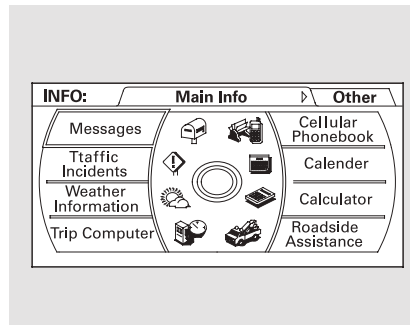 INFO: Main Info Other
Messages
Ttaffic
Incidents
Weather
Information
Trip Computer
Cellular
Phonebook
Calender
Calculator
Roadside
Assistance